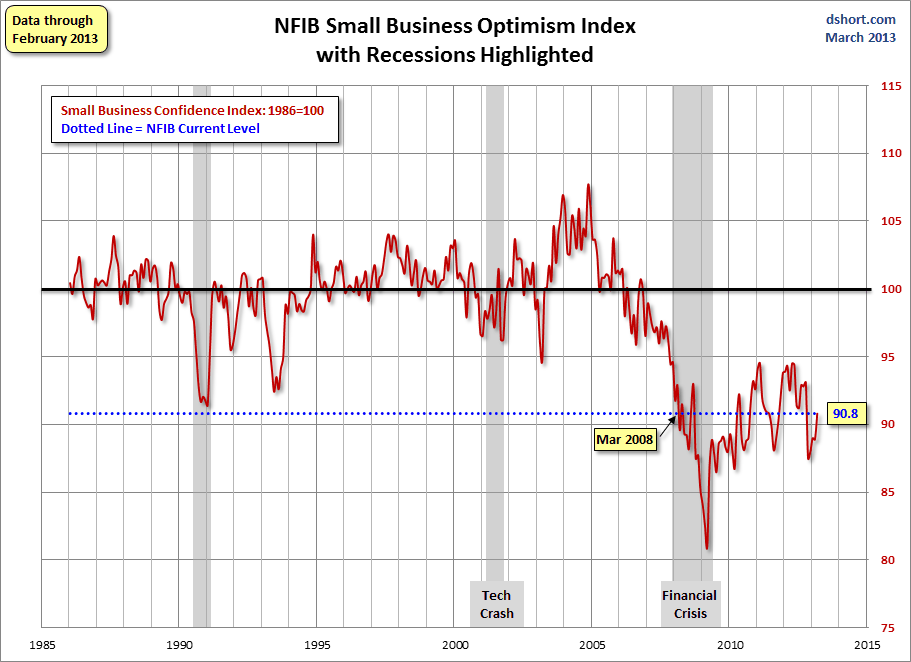 Data through
February 2013
NFIB Small Business Optimism Index
with Recessions Highlighted
dshort.com
March 2013
Small Business Confidence Index: 1986=100
Dotted Line = NFIB Current Level
115
110
105
100
95
90
85
80
75
90.8
Mar 2008
Tech
Crash
Financial
Crisis
1985
1990
1995
2000
2005
2010
2015